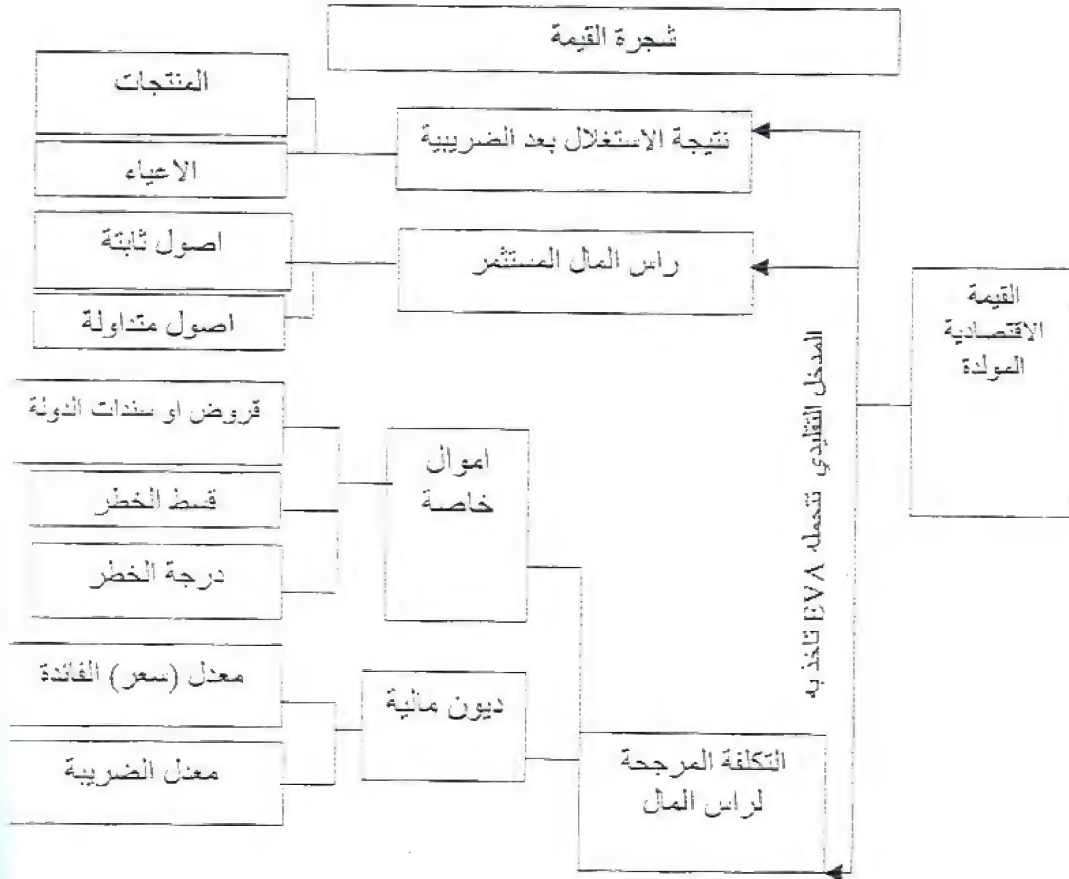 شجرة القيمة
المنتجات
نتيجة الاستغلال بعد الضريبية
الاعباء
اصول ثابتة
راس المال المستثمر
اصول متداولة
القيمة
الاقتصادية
المولدة
المدخل التقليدي تتحمله EVA تاخذ به
قروض او سندات الدولة
اموال
خاصة
قسط الخطر
درجة الخطر
معدل (سعر) الفائدة
ديون مالية
معدل الضريبة
التكلفة المرجحة
لراس المال